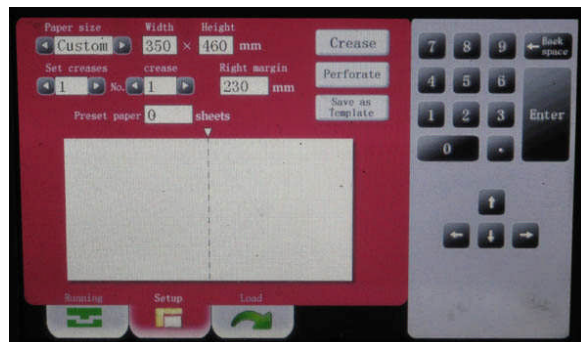 Paper size Width Height
Custom 350 × 460 mm Crease
Set creases crease Right margin
1 No. 1 230 mm Perforate
Preset paper 0 sheets Save as Template
Running Setup Load
7 8 9 Back space
4 5 6
1 2 3 Enter
0 .